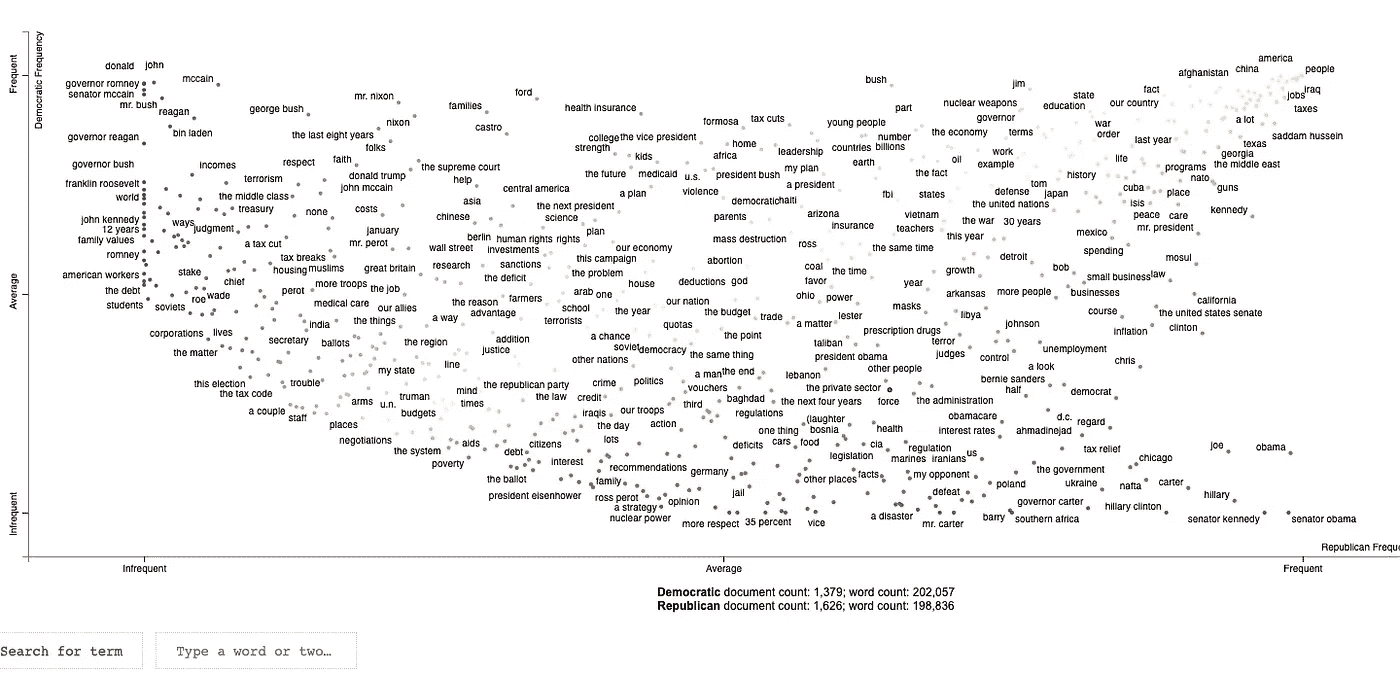 america
donald john
afghanistan china people
governor romney mccain bush jim fact
senator mccain mr. nixon ford state jobs iraq
mr. bush george bush families health insurance part nuclear weapons education our country taxes
reagan governor
nixon castro formosa tax cuts young people war a lot
governor reagan bin laden the last eight years college the vice president number the economy terms order last year saddam hussein
folks strength home leadership countries billions texas
kids africa work life georgia
governor bush incomes respect faith the supreme court earth oil example programs the middle east
donald trump the future medicaid u.s. president bush my plan the fact history nato
franklin roosevelt terrorism john mccain help central america a plan violence a president fbi states defense tom japan cuba place guns
world the middle class asia the next president democratic haiti the united nations isis
treasury none costs chinese science parents arizona vietnam the war 30 years peace care kennedy
john kennedy ways
12 years judgment january plan insurance teachers mexico mr. president
family values a tax cut mr. perot berlin human rights rights mass destruction ross this year
wall street investments our economy the same time spending
romney tax breaks this campaign abortion detroit mosul
housing muslims great britain research sanctions coal the time growth bob
american workers stake the problem small business law
chief more troops the job the deficit house deductions god favor year
the debt perot arab one ohio power arkansas more people businesses
students soviets roe wade medical care our allies the reason farmers our nation masks california
advantage school the year the budget trade lester libya course the united states senate
india the things a way terrorists quotas a matter johnson clinton
corporations lives secretary ballots the region addition a chance the point prescription drugs inflation
the matter justice soviet democracy the same thing taliban terror judges unemployment
my state line other nations president obama control chris
this election trouble crime politics a man the end lebanon other people a look
the tax code mind the republican party vouchers the private sector bernie sanders
truman the law credit baghdad half democrat
a couple arms u.n. times third the next four years force the administration
staff budgets iraqis our troops regulations
places the day action (laughter obamacare d.c. regard
negotiations lots one thing bosnia health interest rates ahmadinejad
the system aids citizens deficits cars food cia regulation tax relief joe obama
debt legislation marines iranians us chicago
poverty interest recommendations germany facts my opponent the government
the ballot family other places poland ukraine nafta carter
president eisenhower ross perot opinion jail defeat governor carter hillary
a strategy hillary clinton
nuclear power more respect 35 percent vice a disaster mr. carter barry southern africa senator kennedy senator obama
Frequent
Average
Infrequent
Democratic Frequency
Republican Freque
Infrequent Average Frequent
Democratic document count: 1,379; word count: 202,057
Republican document count: 1,626; word count: 198,836
Search for term Type a word or two…